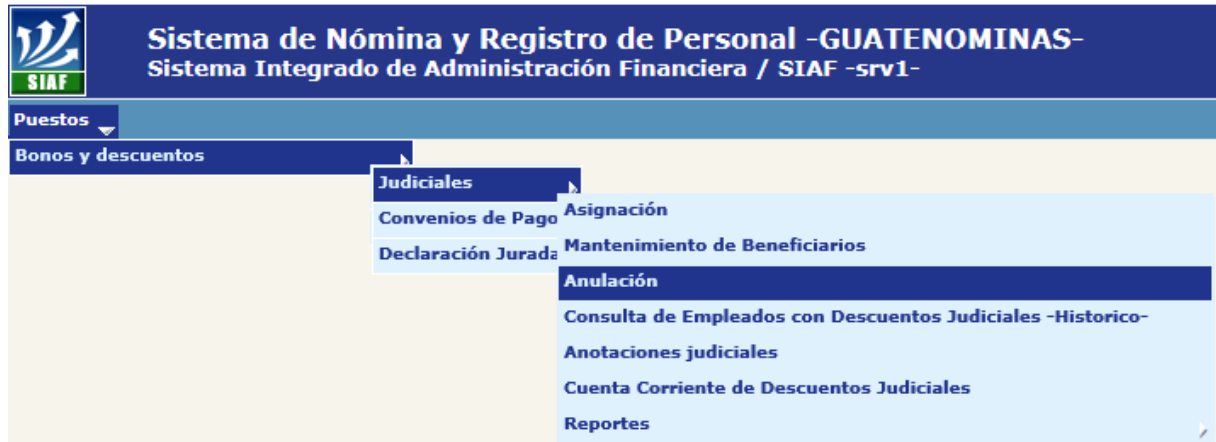 SIAF
Sistema de Nómina y Registro de Personal -GUATENOMINAS-
Sistema Integrado de Administración Financiera / SIAF -srv1-
Puestos
Bonos y descuentos
Judiciales
Convenios de Pago
Declaración Jurada
Asignación
Mantenimiento de Beneficiarios
Anulación
Consulta de Empleados con Descuentos Judiciales -Historico-
Anotaciones judiciales
Cuenta Corriente de Descuentos Judiciales
Reportes